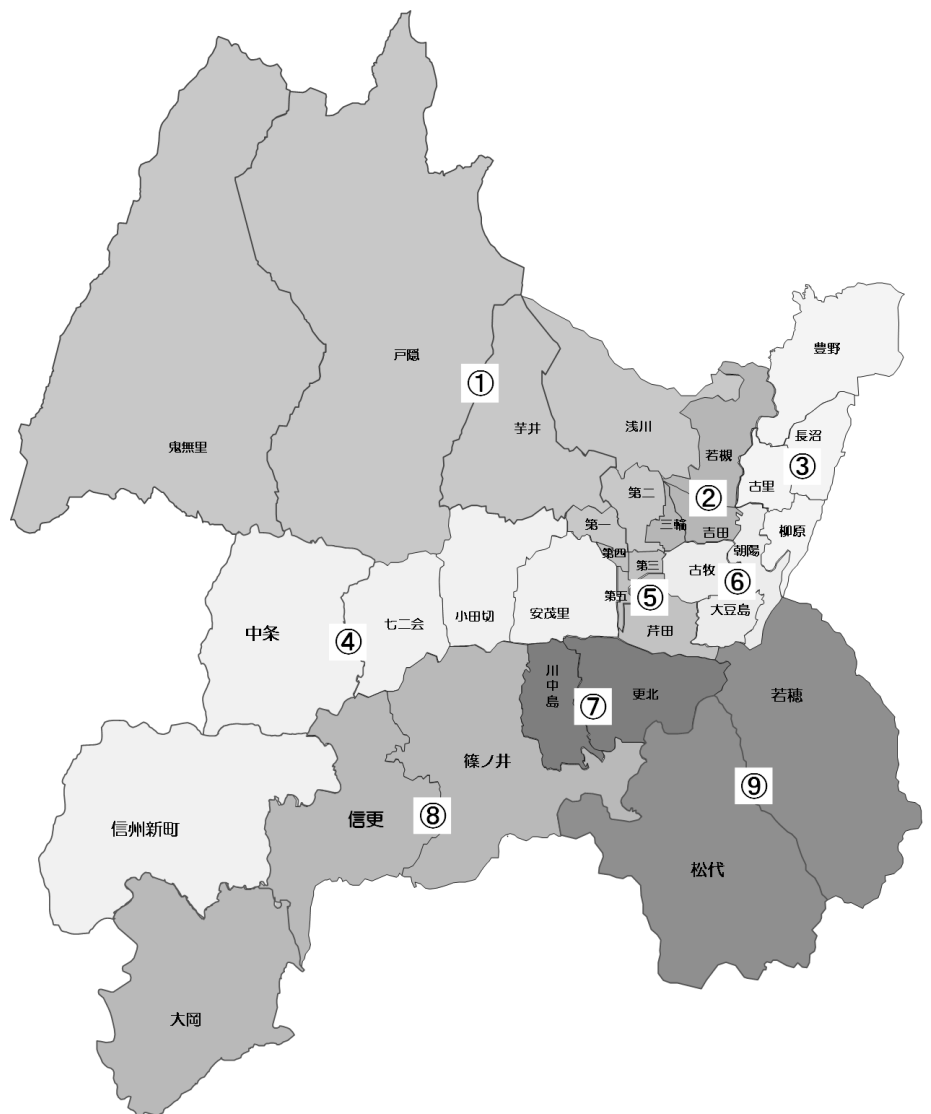 豊野
戸隠
①
芋井
浅川
長沼
鬼無里
若槻
③
古里
第二
②
第一
三輪
吉田
柳原
朝陽
第四
第三
古牧
⑥
第五
⑤
大豆島
小田切
安茂里
七二会
中条
④
芹田
川中島
更北
若穂
⑦
篠ノ井
⑨
信更
⑧
信州新町
松代
大岡